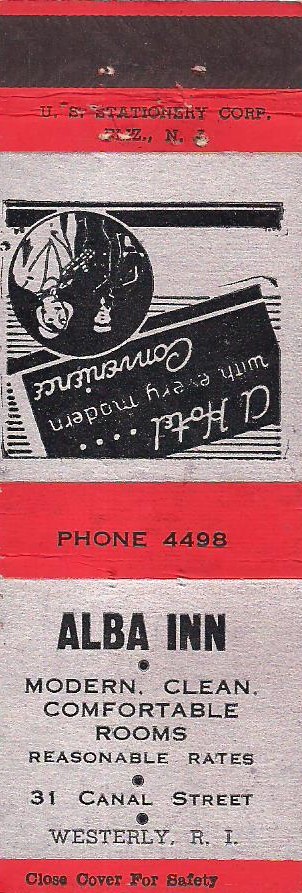 U. S. STATIONERY CORP.
ELIZ., N. J.
A Hotel ....
with every modern
Convenience
PHONE 4498
ALBA INN
MODERN, CLEAN,
COMFORTABLE
ROOMS
REASONABLE RATES
31 CANAL STREET
WESTERLY, R. I.
Close Cover For Safety